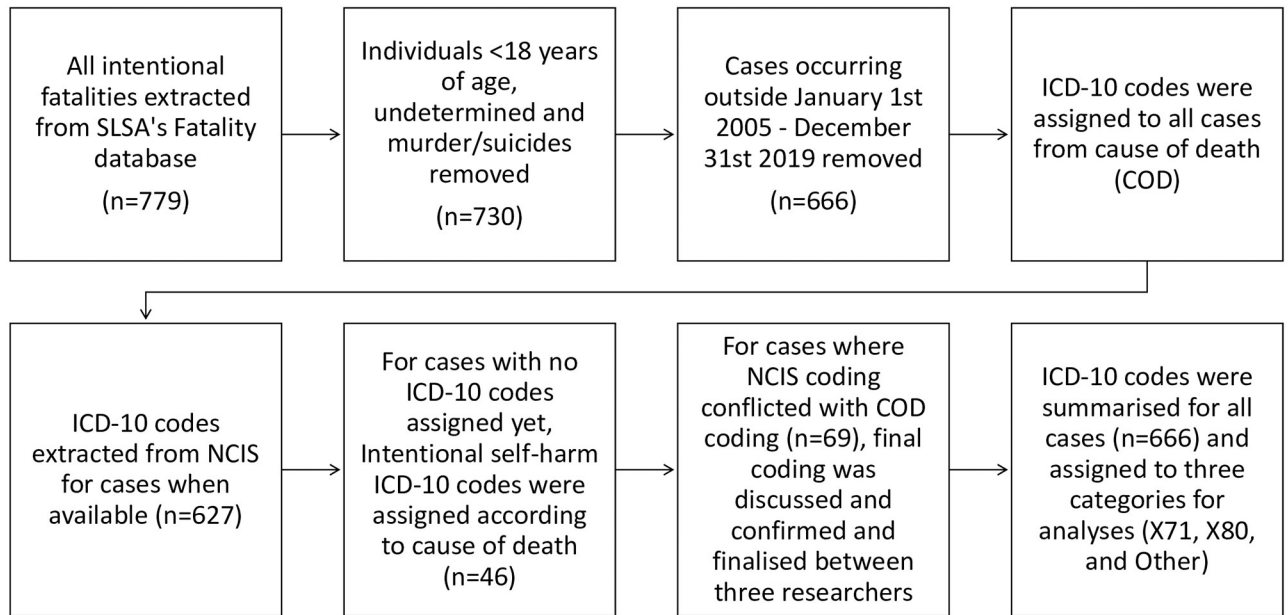 All intentional
fatalities extracted
from SLSA's Fatality
database
(n=779)
Individuals <18 years
of age,
undetermined and
murder/suicides
removed
(n=730)
Cases occurring
outside January 1st
2005 - December
31st 2019 removed
(n=666)
ICD-10 codes were
assigned to all cases
from cause of death
(COD)
ICD-10 codes
extracted from NCIS
for cases when
available (n=627)
For cases with no
ICD-10 codes
assigned yet,
Intentional self-harm
ICD-10 codes were
assigned according
to cause of death
(n=46)
For cases where
NCIS coding
conflicted with COD
coding (n=69), final
coding was
discussed and
confirmed and
finalised between
three researchers
ICD-10 codes were
summarised for all
cases (n=666) and
assigned to three
categories for
analyses (X71, X80,
and Other)